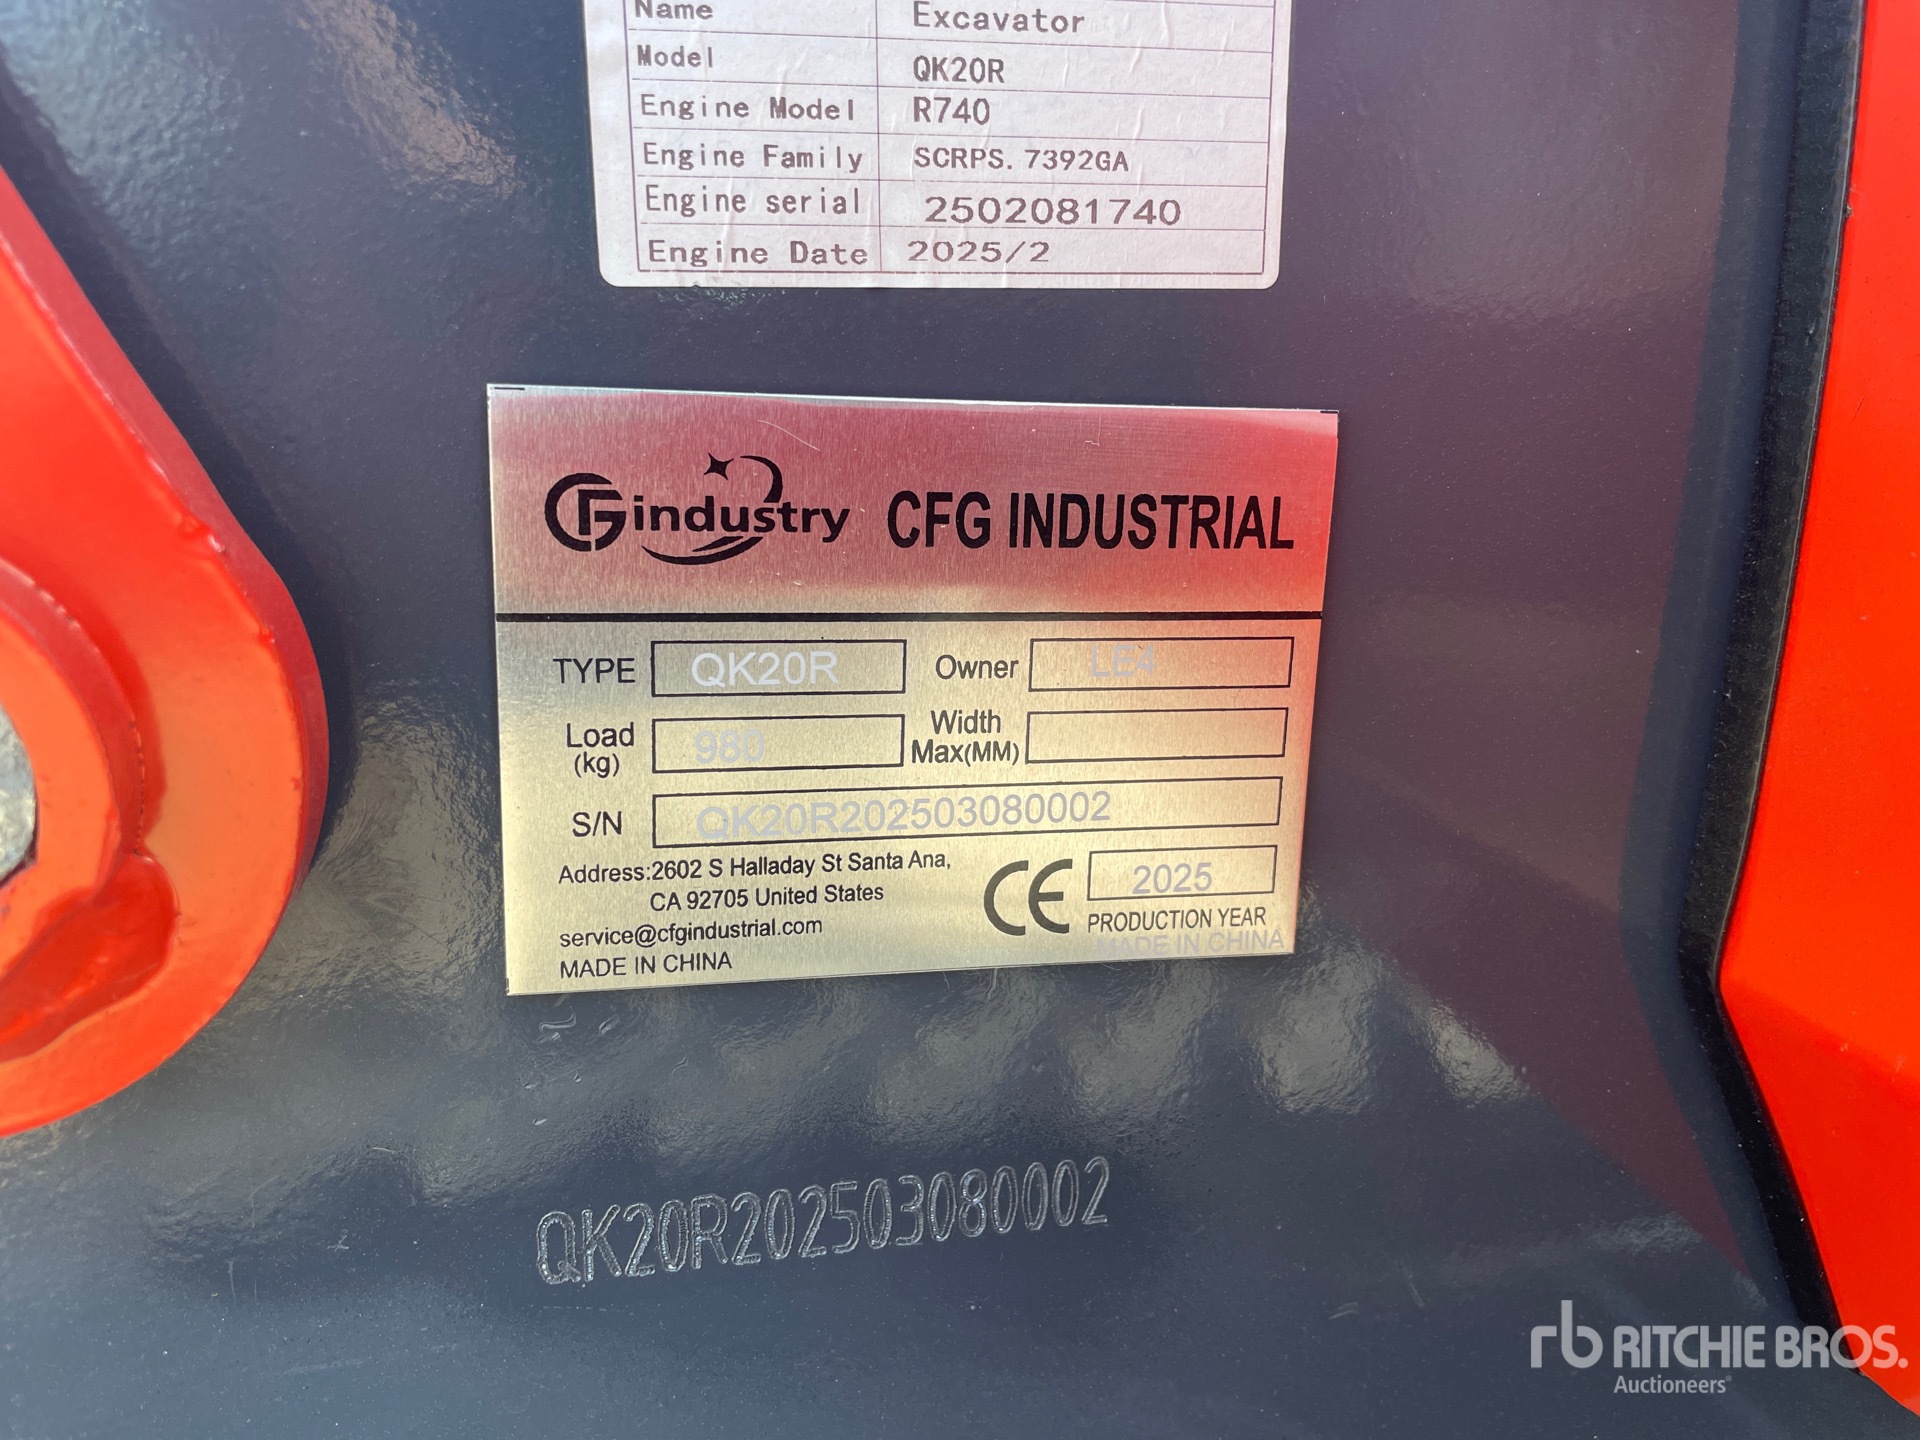 Name Excavator
Model QK20R
Engine Model R740
Engine Family SCRPS. 7392GA
Engine serial 2502081740
Engine Date 2025/2
CFG industry CFG INDUSTRIAL
TYPE QK20R Owner LE4
Load (kg) 980 Width Max(MM)
S/N QK20R202503080002
Address:2602 S Halladay St Santa Ana,
CA 92705 United States
service@cfgindustrial.com
MADE IN CHINA
CE 2025
PRODUCTION YEAR
MADE IN CHINA
QK20R202503080002
rb RITCHIE BROS.
Auctioneers